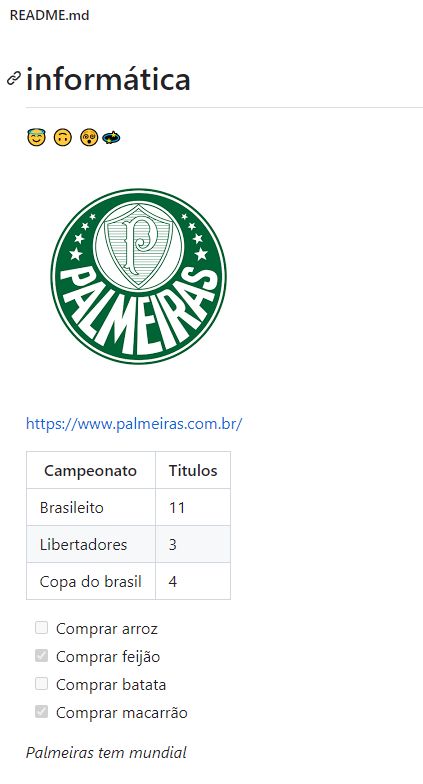 README.md
informática
😇 🙃 😵 💫
P
PALMEIRAS
https://www.palmeiras.com.br/
Campeonato Titulos
Brasileito 11
Libertadores 3
Copa do brasil 4
Comprar arroz
Comprar feijão
Comprar batata
Comprar macarrão
Palmeiras tem mundial